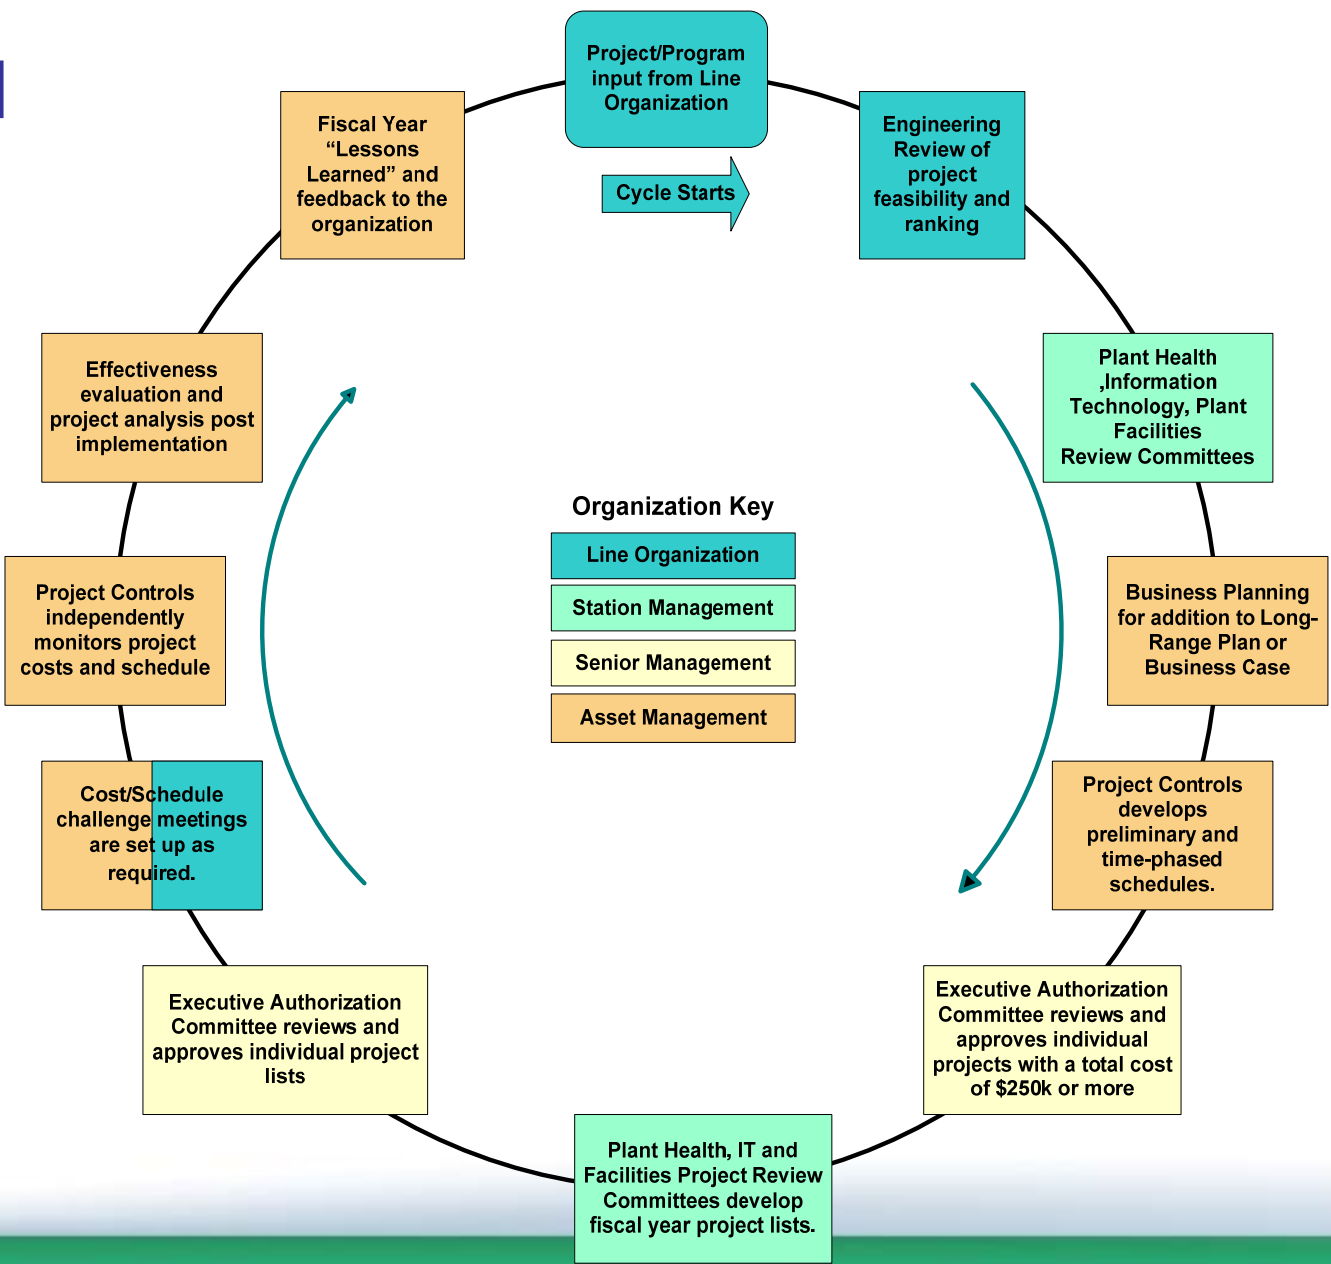 Project/Program
input from Line
Organization
Cycle Starts
Engineering
Review of
project
feasibility and
ranking
Plant Health
,Information
Technology, Plant
Facilities
Review Committees
Business Planning
for addition to Long-
Range Plan or
Business Case
Project Controls
develops
preliminary and
time-phased
schedules.
Executive Authorization
Committee reviews and
approves individual
projects with a total cost
of $250k or more
Plant Health, IT and
Facilities Project Review
Committees develop
fiscal year project lists.
Executive Authorization
Committee reviews and
approves individual project
lists
Cost/Schedule
challenge meetings
are set up as
required.
Project Controls
independently
monitors project
costs and schedule
Effectiveness
evaluation and
project analysis post
implementation
Fiscal Year
“Lessons
Learned” and
feedback to the
organization
Organization Key
Line Organization
Station Management
Senior Management
Asset Management